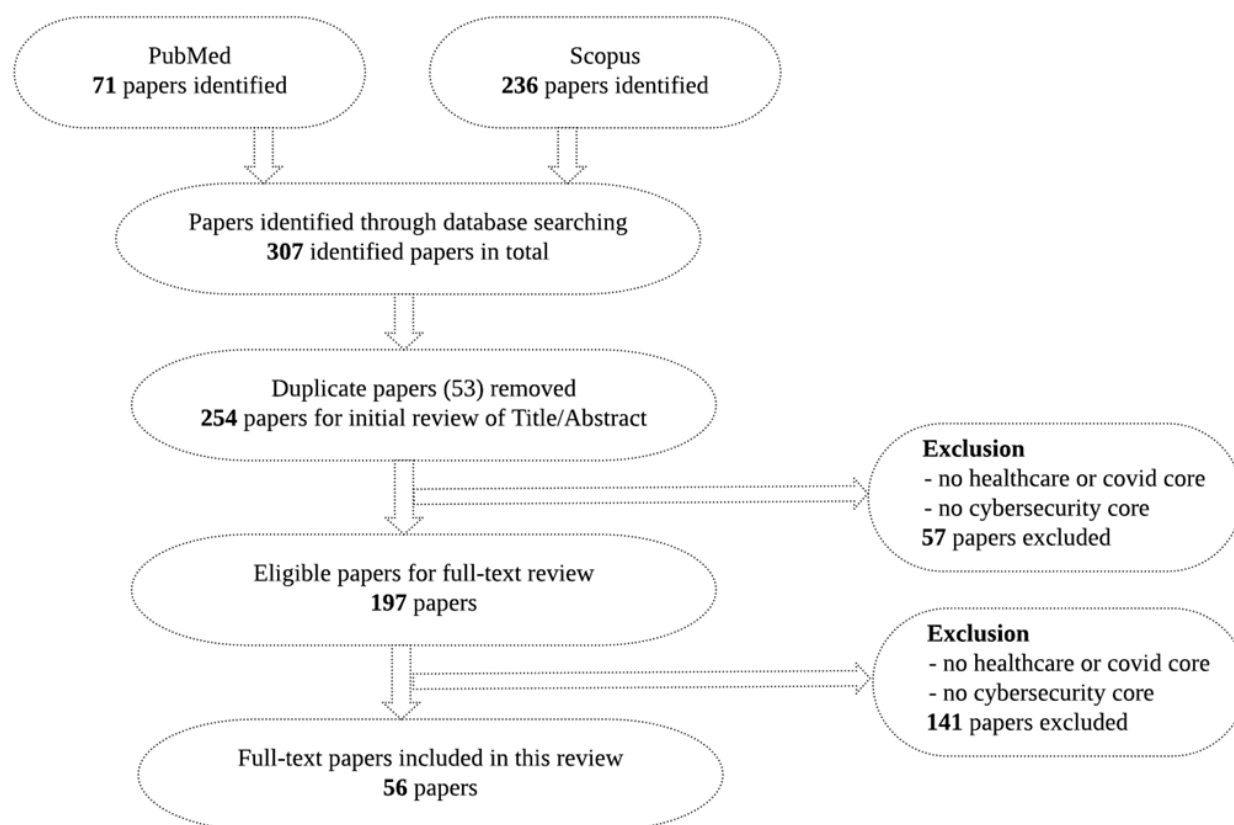 PubMed
71 papers identified
Scopus
236 papers identified
Papers identified through database searching
307 identified papers in total
Duplicate papers (53) removed
254 papers for initial review of Title/Abstract
Exclusion
- no healthcare or covid core
- no cybersecurity core
57 papers excluded
Eligible papers for full-text review
197 papers
Exclusion
- no healthcare or covid core
- no cybersecurity core
141 papers excluded
Full-text papers included in this review
56 papers